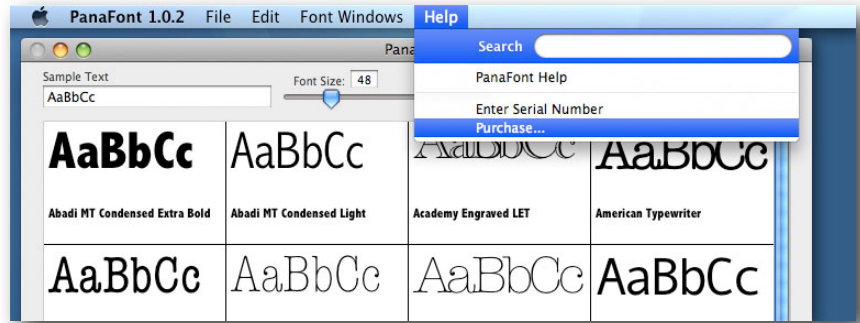 PanaFont 1.0.2 File Edit Font Windows Help
Pana
Search
Sample Text
Font Size: 48
PanaFont Help
AaBbCc
Enter Serial Number
Purchase...
AaBbCc AaBbCc AaBbCc AaBbCc
Abadi MT Condensed Extra Bold Abadi MT Condensed Light Academy Engraved LET American Typewriter
AaBbCc AaBbCc AaBbCc AaBbCc